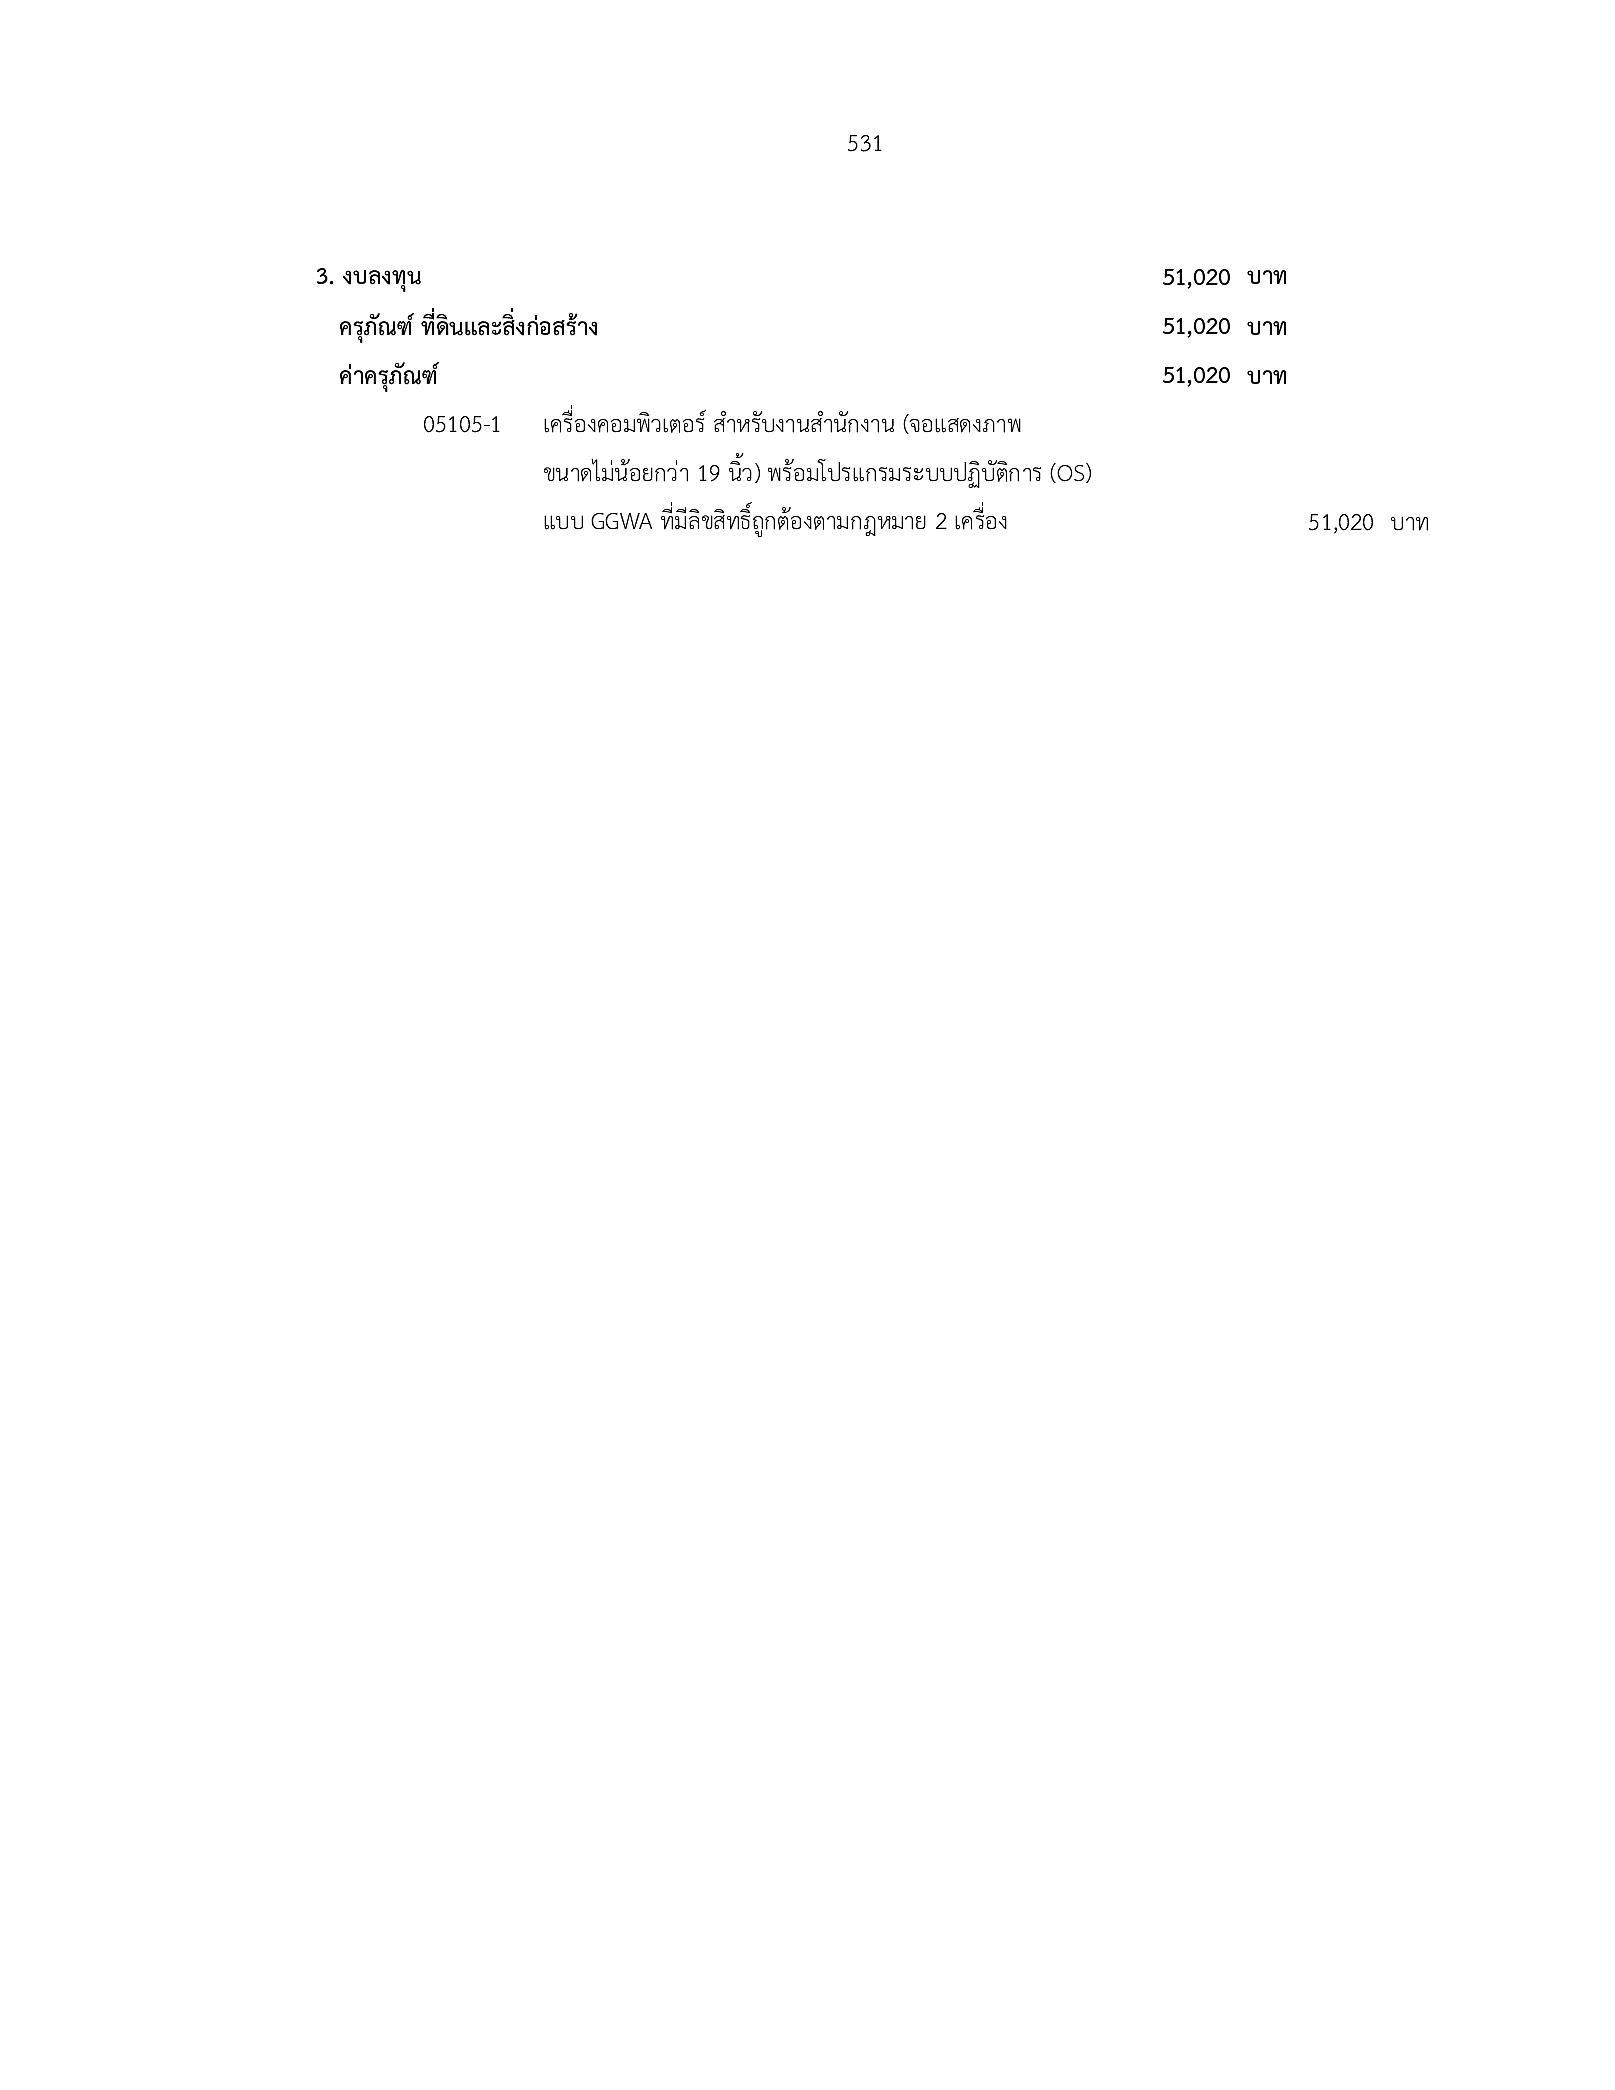 531
3. งบลงทุน 51,020 บาท
ครุภัณฑ์ ที่ดินและสิ่งก่อสร้าง 51,020 บาท
ค่าครุภัณฑ์ 51,020 บาท
05105-1 เครื่องคอมพิวเตอร์ สำหรับงานสำนักงาน (จอแสดงภาพ
ขนาดไม่น้อยกว่า 19 นิ้ว) พร้อมโปรแกรมระบบปฏิบัติการ (OS)
แบบ GGWA ที่มีลิขสิทธิ์ถูกต้องตามกฎหมาย 2 เครื่อง 51,020 บาท